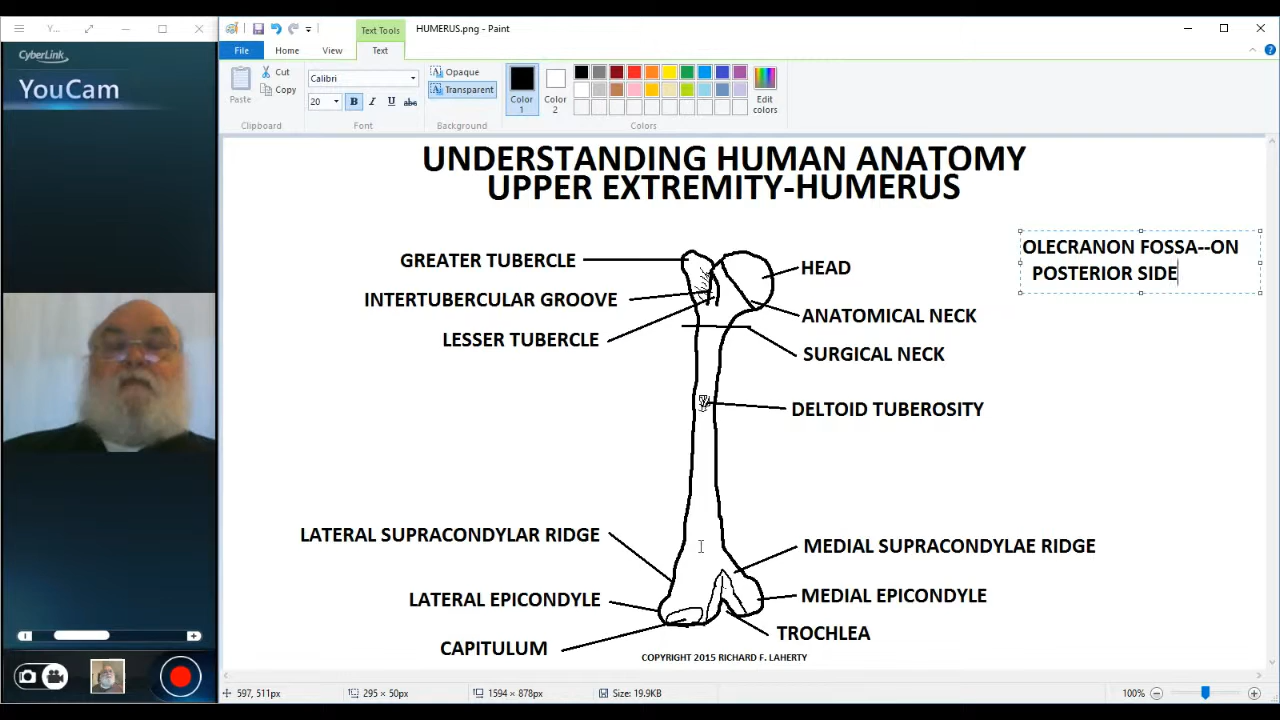 Y...
HUMERUS.png - Paint
Text Tools
CyberLink
YouCam
File
Home
View
Text
Paste
Cut
Copy
Clipboard
Calibri
20
B I U abc
Font
Opaque
Transparent
Background
Color 1
Color 2
Edit colors
Colors
UNDERSTANDING HUMAN ANATOMY
UPPER EXTREMITY-HUMERUS
OLECRANON FOSSA--ON
POSTERIOR SIDE
GREATER TUBERCLE
HEAD
INTERTUBERCULAR GROOVE
ANATOMICAL NECK
LESSER TUBERCLE
SURGICAL NECK
DELTOID TUBEROSITY
LATERAL SUPRACONDYLAR RIDGE
MEDIAL SUPRACONDYLAE RIDGE
LATERAL EPICONDYLE
MEDIAL EPICONDYLE
TROCHLEA
CAPITULUM
COPYRIGHT 2015 RICHARD F. LAHERTY
597, 511px
295 × 50px
1594 × 878px
Size: 19.9KB
100%